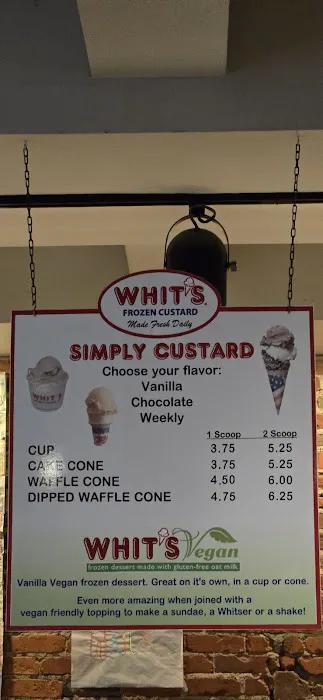 WHIT'S
FROZEN CUSTARD
Made Fresh Daily
SIMPLY CUSTARD
Choose your flavor:
Vanilla
Chocolate
Weekly
WHIT'S
1 Scoop 2 Scoop
CUP 3.75 5.25
CAKE CONE 3.75 5.25
WAFFLE CONE 4.50 6.00
DIPPED WAFFLE CONE 4.75 6.25
WHIT'S Vegan
frozen dessert made with gluten-free oat milk
Vanilla Vegan frozen dessert. Great on it's own, in a cup or cone.
Even more amazing when joined with a
vegan friendly topping to make a sundae, a Whitser or a shake!